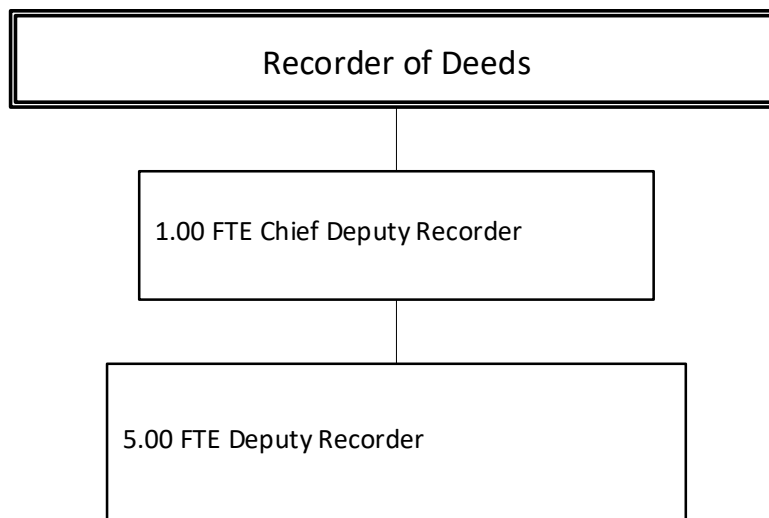 Recorder of Deeds
1.00 FTE Chief Deputy Recorder
5.00 FTE Deputy Recorder